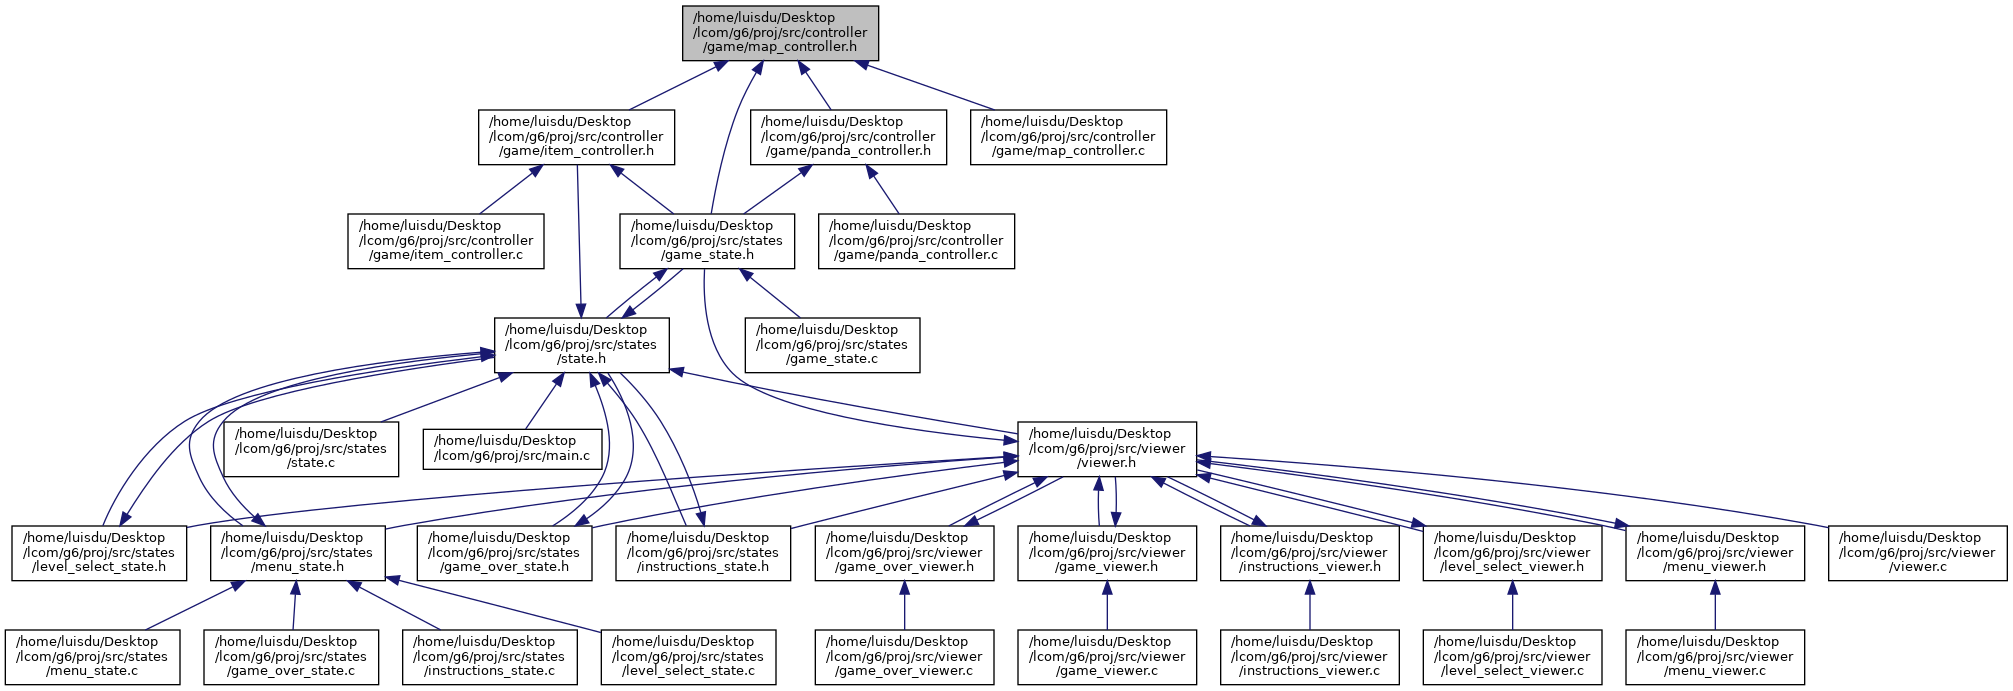 /home/luisdu/Desktop
/lcom/g6/proj/src/controller
/game/map_controller.h
/home/luisdu/Desktop
/lcom/g6/proj/src/controller
/game/item_controller.h
/home/luisdu/Desktop
/lcom/g6/proj/src/controller
/game/panda_controller.h
/home/luisdu/Desktop
/lcom/g6/proj/src/controller
/game/map_controller.c
/home/luisdu/Desktop
/lcom/g6/proj/src/controller
/game/item_controller.c
/home/luisdu/Desktop
/lcom/g6/proj/src/states
/game_state.h
/home/luisdu/Desktop
/lcom/g6/proj/src/controller
/game/panda_controller.c
/home/luisdu/Desktop
/lcom/g6/proj/src/states
/state.h
/home/luisdu/Desktop
/lcom/g6/proj/src/states
/game_state.c
/home/luisdu/Desktop
/lcom/g6/proj/src/states
/state.c
/home/luisdu/Desktop
/lcom/g6/proj/src/main.c
/home/luisdu/Desktop
/lcom/g6/proj/src/viewer
/viewer.h
/home/luisdu/Desktop
/lcom/g6/proj/src/states
/level_select_state.h
/home/luisdu/Desktop
/lcom/g6/proj/src/states
/menu_state.h
/home/luisdu/Desktop
/lcom/g6/proj/src/states
/game_over_state.h
/home/luisdu/Desktop
/lcom/g6/proj/src/states
/instructions_state.h
/home/luisdu/Desktop
/lcom/g6/proj/src/viewer
/game_over_viewer.h
/home/luisdu/Desktop
/lcom/g6/proj/src/viewer
/game_viewer.h
/home/luisdu/Desktop
/lcom/g6/proj/src/viewer
/instructions_viewer.h
/home/luisdu/Desktop
/lcom/g6/proj/src/viewer
/level_select_viewer.h
/home/luisdu/Desktop
/lcom/g6/proj/src/viewer
/menu_viewer.h
/home/luisdu/Desktop
/lcom/g6/proj/src/viewer
/viewer.c
/home/luisdu/Desktop
/lcom/g6/proj/src/states
/menu_state.c
/home/luisdu/Desktop
/lcom/g6/proj/src/states
/game_over_state.c
/home/luisdu/Desktop
/lcom/g6/proj/src/states
/instructions_state.c
/home/luisdu/Desktop
/lcom/g6/proj/src/states
/level_select_state.c
/home/luisdu/Desktop
/lcom/g6/proj/src/viewer
/game_over_viewer.c
/home/luisdu/Desktop
/lcom/g6/proj/src/viewer
/game_viewer.c
/home/luisdu/Desktop
/lcom/g6/proj/src/viewer
/instructions_viewer.c
/home/luisdu/Desktop
/lcom/g6/proj/src/viewer
/level_select_viewer.c
/home/luisdu/Desktop
/lcom/g6/proj/src/viewer
/menu_viewer.c